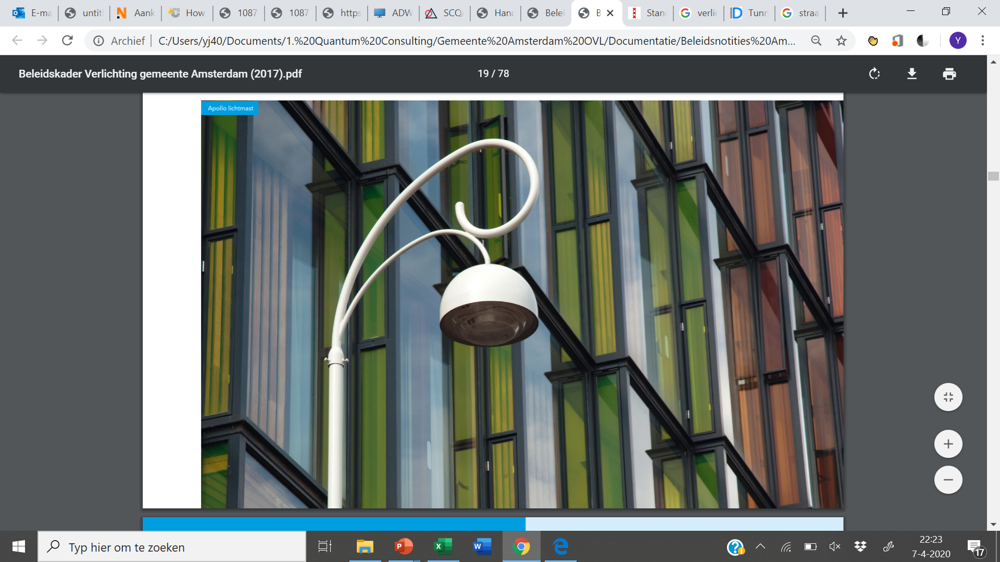 E-ma
untit
Aank
How
1087
1087
https
ADW
SCQ
Hand
Belei
B
Stan
verlic
Tunn
straa
Archief
C:/Users/yj40/Documents/1.%20Quantum%20Consulting/Gemeente%20Amsterdam%20OVL/Documentatie/Beleidsnotities%20Am...
Y
Beleidskader Verlichting gemeente Amsterdam (2017).pdf
19 / 78
Apollo lichtmast
Typ hier om te zoeken
22:23
7-4-2020
17